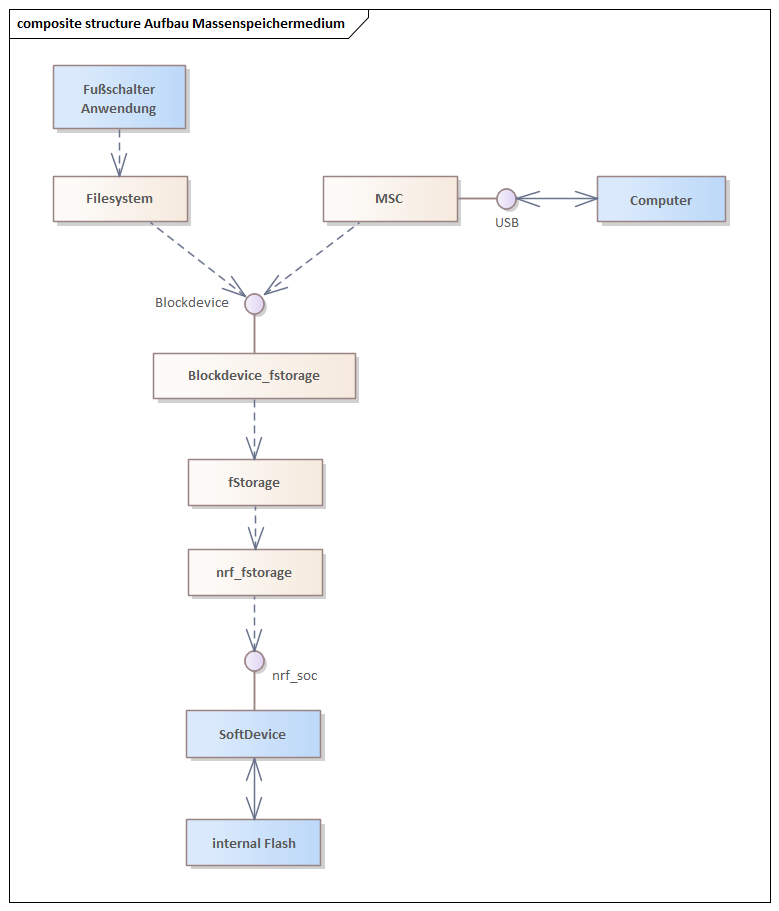 composite structure Aufbau Massenspeichermedium
Fußschalter
Anwendung
Filesystem
MSC
USB
Computer
Blockdevice
Blockdevice_fstorage
fStorage
nrf_fstorage
nrf_soc
SoftDevice
internal Flash